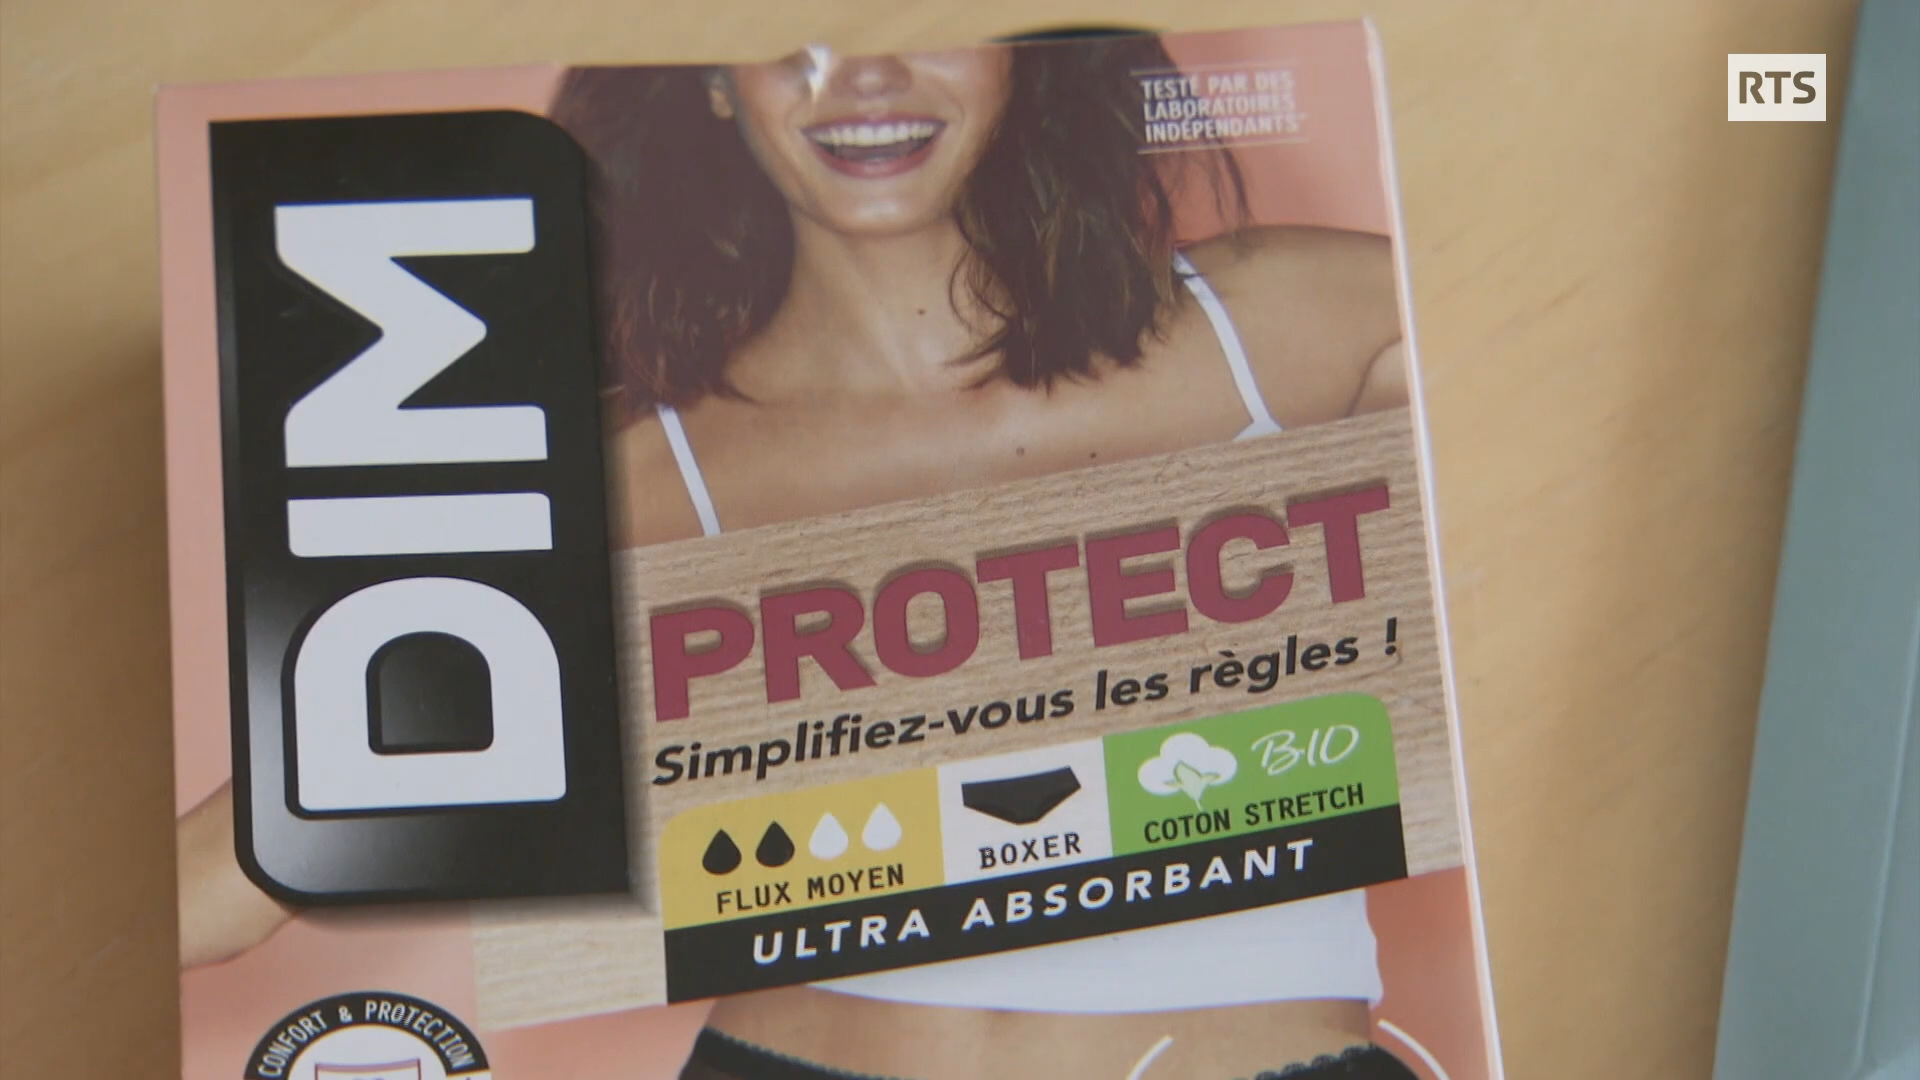 RTS
TESTÉ PAR DES
LABORATOIRES
INDÉPENDANTS*
DIM
PROTECT
Simplifiez-vous les règles !
FLUX MOYEN
BOXER
BIO
COTON STRETCH
ULTRA ABSORBANT
CONFORT & PROTECTION